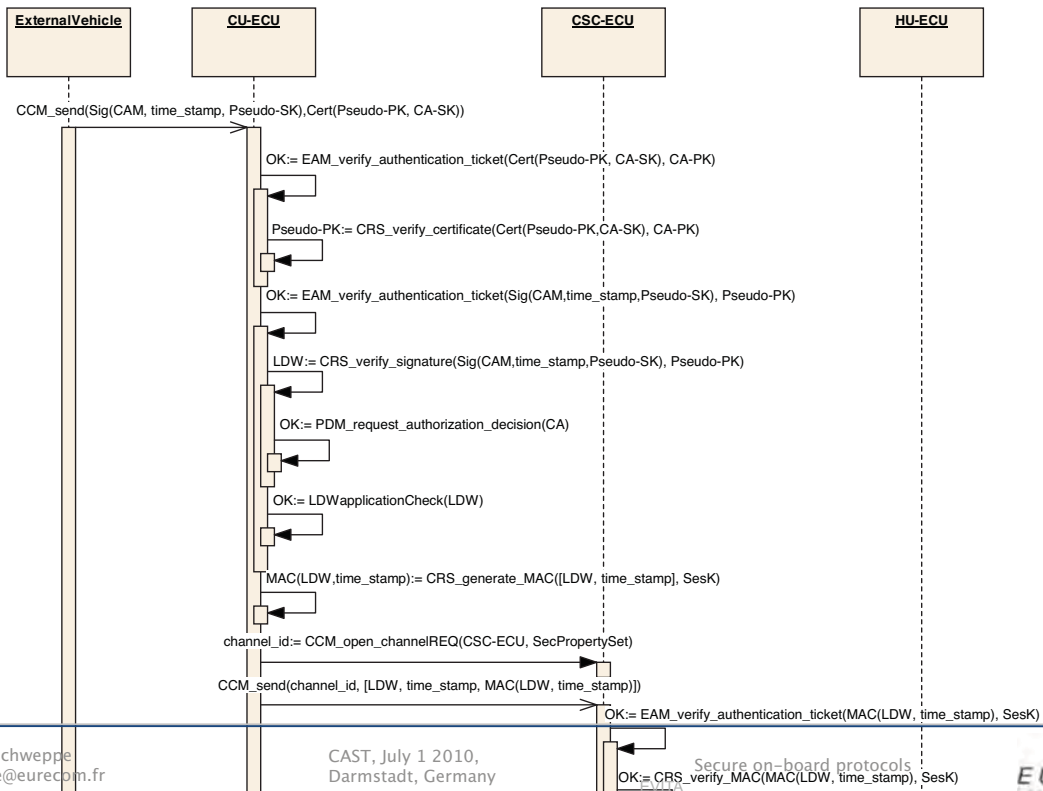 ExternalVehicle
CU-ECU
CSC-ECU
HU-ECU
CCM_send(Sig(CAM, time_stamp, Pseudo-SK),Cert(Pseudo-PK, CA-SK))
OK:= EAM_verify_authentication_ticket(Cert(Pseudo-PK, CA-SK), CA-PK)
Pseudo-PK:= CRS_verify_certificate(Cert(Pseudo-PK,CA-SK), CA-PK)
OK:= EAM_verify_authentication_ticket(Sig(CAM,time_stamp,Pseudo-SK), Pseudo-PK)
LDW:= CRS_verify_signature(Sig(CAM,time_stamp,Pseudo-SK), Pseudo-PK)
OK:= PDM_request_authorization_decision(CA)
OK:= LDWapplicationCheck(LDW)
MAC(LDW,time_stamp):= CRS_generate_MAC([LDW, time_stamp], SesK)
channel_id:= CCM_open_channelREQ(CSC-ECU, SecPropertySet)
CCM_send(channel_id, [LDW, time_stamp, MAC(LDW, time_stamp)])
OK:= EAM_verify_authentication_ticket(MAC(LDW, time_stamp), SesK)
chweppe
e@eurecom.fr
CAST, July 1 2010,
Darmstadt, Germany
Secure on-board protocols
OK:= CRS_verify_MAC(MAC(LDW, time_stamp), SesK)
EVITA
E U